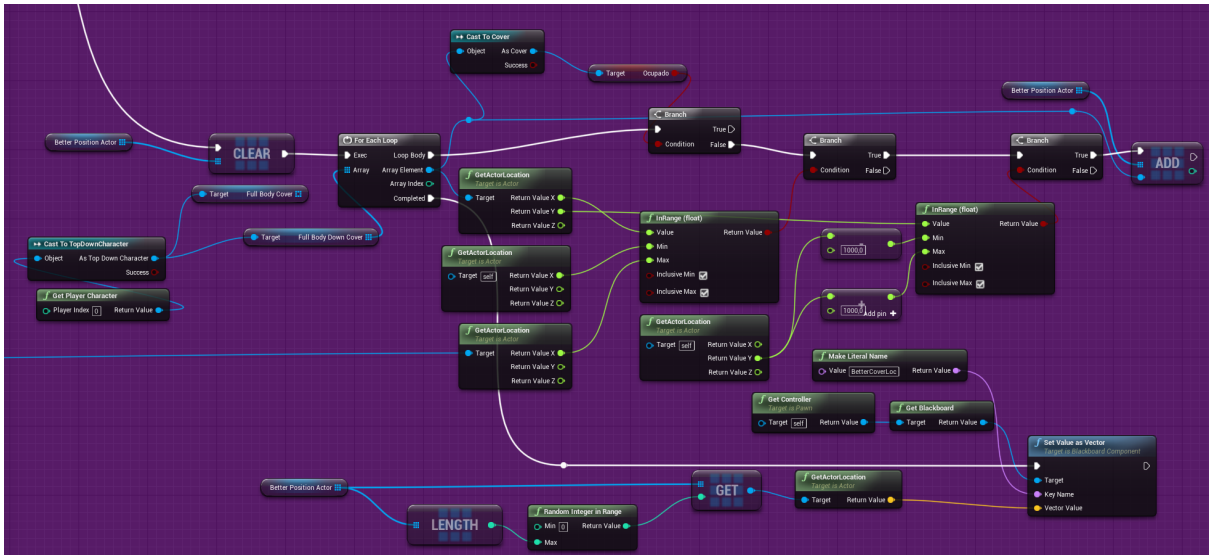 Cast To Cover
Object As Cover
Success
Target Ocupado
Better Position Actor
Branch
True
Condition False
Better Position Actor
CLEAR
For Each Loop
Exec Loop Body
Array Array Element
Array Index
Completed
Branch
True
Condition False
Branch
True
Condition False
ADD
GetActorLocation
Target is Actor
Target Return Value X
Return Value Y
Return Value Z
Target Full Body Cover
InRange (float)
Value Return Value
Min
Max
Inclusive Min
Inclusive Max
InRange (float)
Value Return Value
Min
Max
Inclusive Min
Inclusive Max
Target Full Body Down Cover
Cast To TopDownCharacter
Object As Top Down Character
Success
GetActorLocation
Target is Actor
Target self Return Value X
Return Value Y
Return Value Z
1000,0
1000,0 Add pin +
Get Player Character
Player Index 0 Return Value
GetActorLocation
Target is Actor
Target Return Value X
Return Value Y
Return Value Z
GetActorLocation
Target is Actor
Target self Return Value X
Return Value Y
Return Value Z
Make Literal Name
Value BetterCoverLoc Return Value
Get Controller
Target is Pawn
Target self Return Value
Get Blackboard
Target Return Value
Set Value as Vector
Target is Blackboard Component
Target
Key Name
Vector Value
Better Position Actor
GET
GetActorLocation
Target is Actor
Target Return Value
LENGTH
Random Integer in Range
Min 0 Return Value
Max